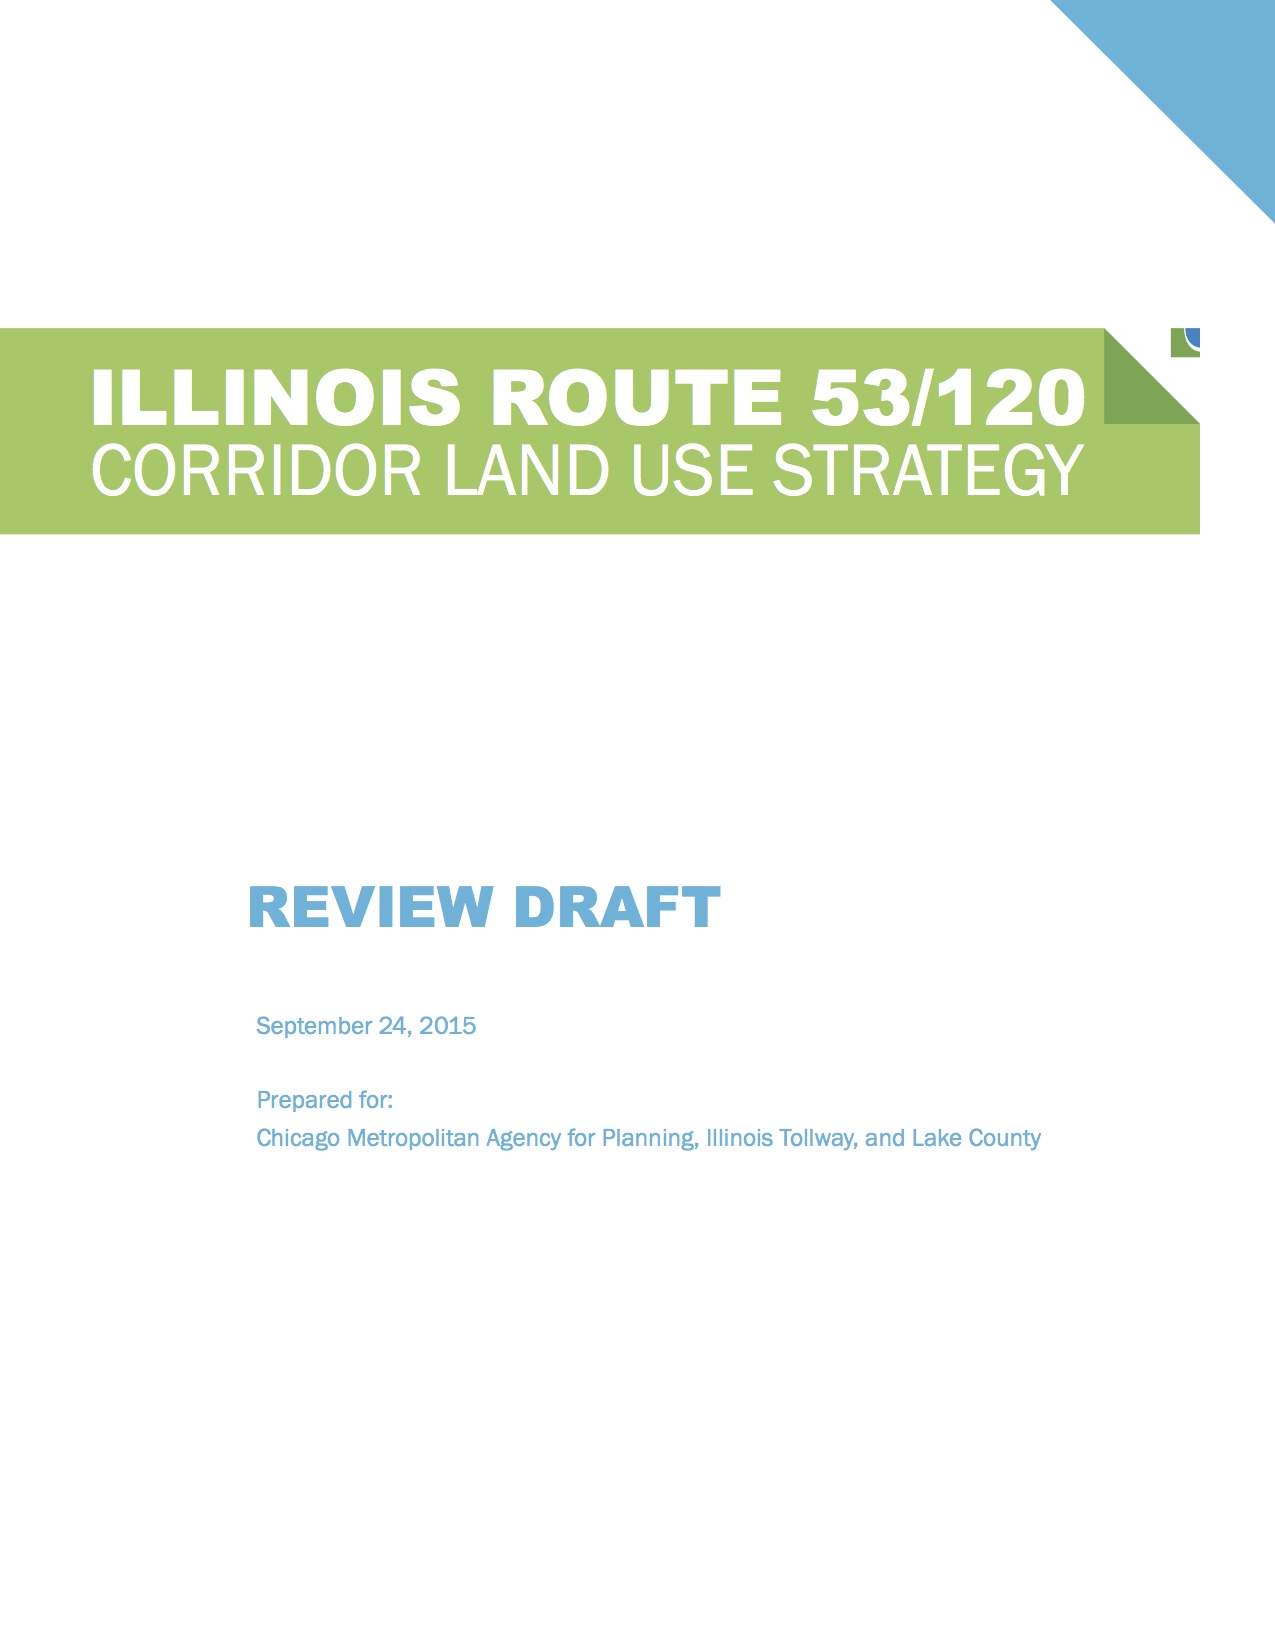 ILLINOIS ROUTE 53/120
CORRIDOR LAND USE STRATEGY
REVIEW DRAFT
September 24, 2015
Prepared for:
Chicago Metropolitan Agency for Planning, Illinois Tollway, and Lake County